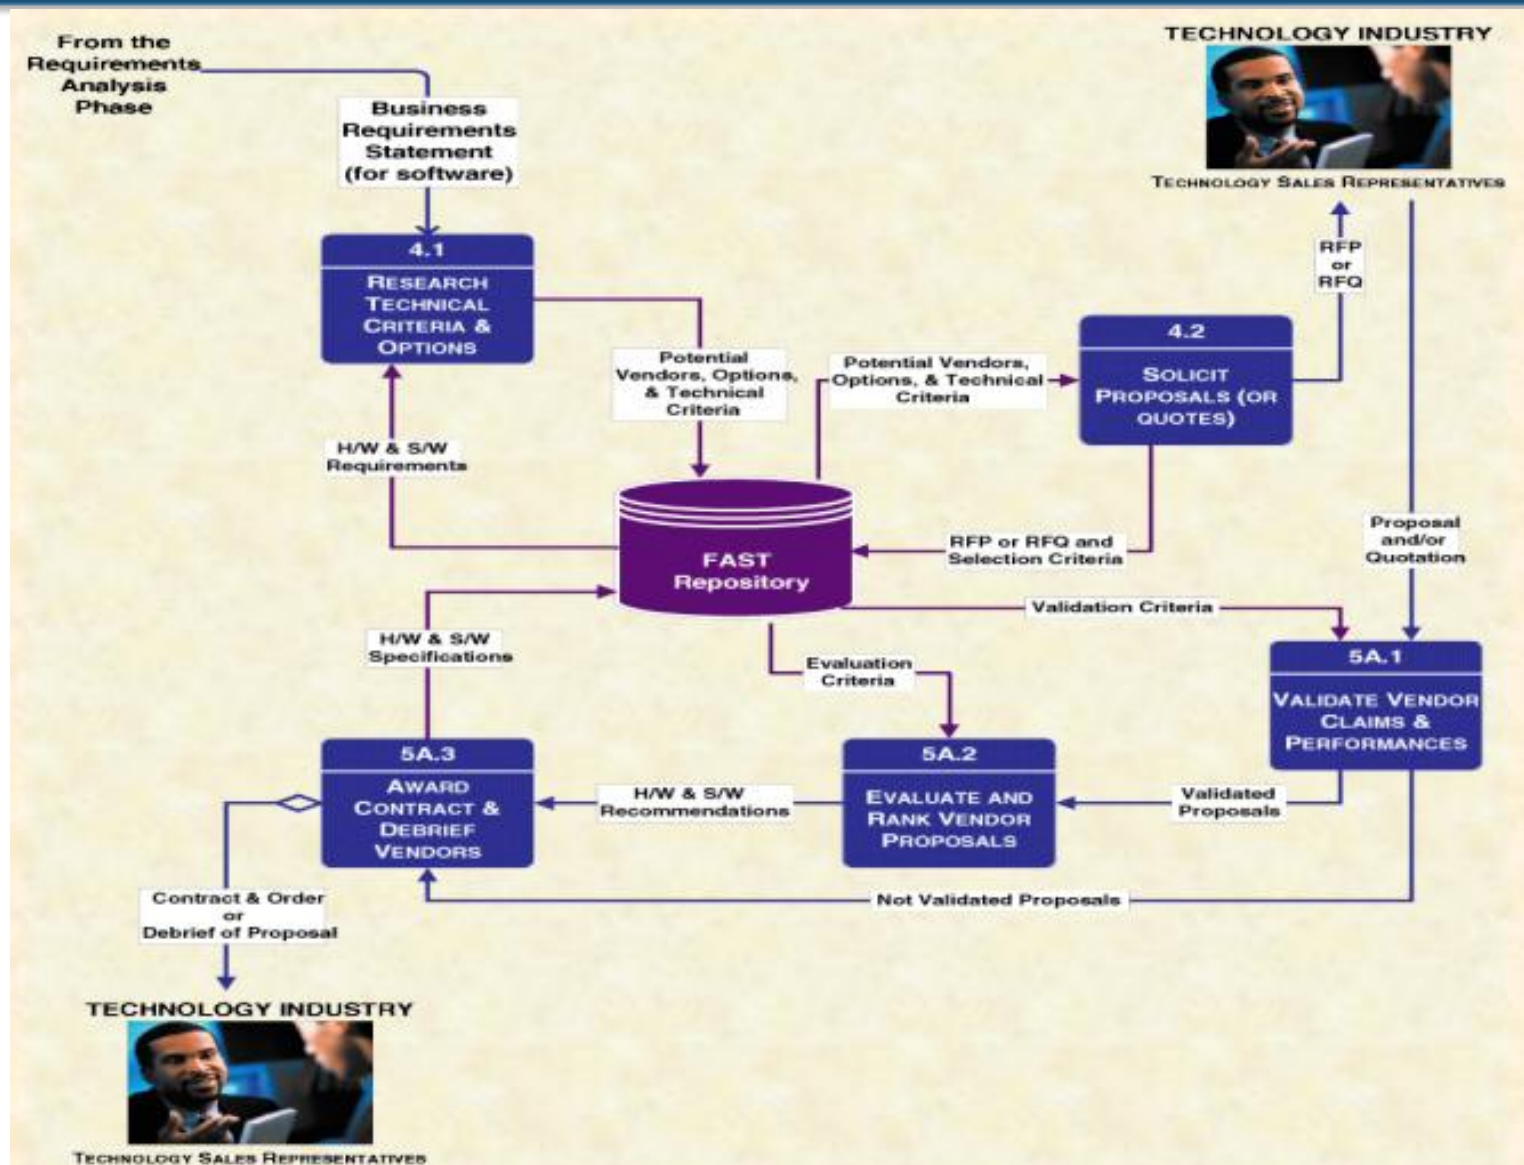 From the
Requirements
Analysis
Phase
Business
Requirements
Statement
(for software)
TECHNOLOGY INDUSTRY
TECHNOLOGY SALES REPRESENTATIVES
RFP
or
RFQ
4.1
RESEARCH
TECHNICAL
CRITERIA &
OPTIONS
4.2
SOLICIT
PROPOSALS (OR
QUOTES)
Potential
Vendors, Options,
& Technical
Criteria
Potential Vendors,
Options, & Technical
Criteria
H/W & S/W
Requirements
FAST
Repository
RFP or RFQ and
Selection Criteria
Proposal
and/or
Quotation
Validation Criteria
H/W & S/W
Specifications
Evaluation
Criteria
5A.1
VALIDATE VENDOR
CLAIMS &
PERFORMANCES
5A.3
AWARD
CONTRACT &
DEBRIEF
VENDORS
H/W & S/W
Recommendations
5A.2
EVALUATE AND
RANK VENDOR
PROPOSALS
Validated
Proposals
Not Validated Proposals
Contract & Order
or
Debrief of Proposal
TECHNOLOGY INDUSTRY
TECHNOLOGY SALES REPRESENTATIVES